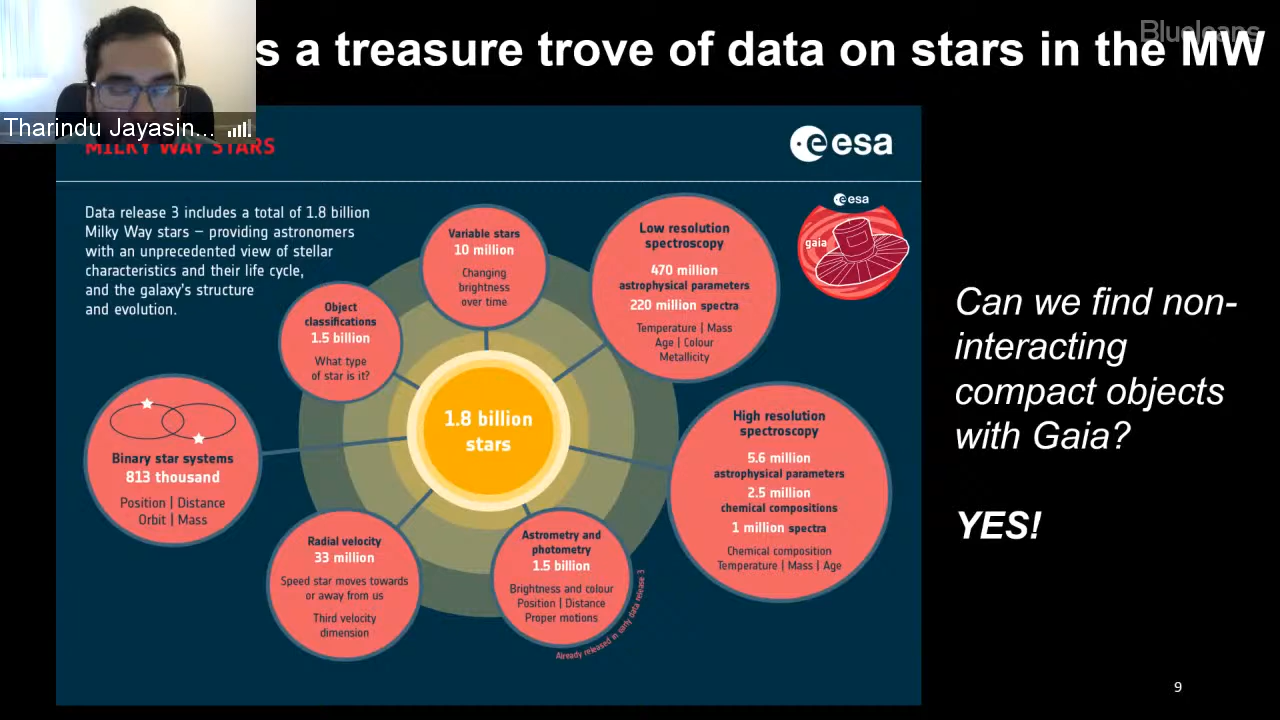 s a treasure trove of data on stars in the MW
BlueJeans
Tharindu Jayasin...
MILKY WAY STARS
esa
Data release 3 includes a total of 1.8 billion
Milky Way stars – providing astronomers
with an unprecedented view of stellar
characteristics and their life cycle,
and the galaxy's structure
and evolution.
Variable stars
10 million
Changing
brightness
over time
Low resolution
spectroscopy
470 million
astrophysical parameters
220 million spectra
Temperature | Mass
Age | Colour
Metallicity
esa
gaia
Object
classifications
1.5 billion
What type
of star is it?
1.8 billion
stars
Binary star systems
813 thousand
Position | Distance
Orbit | Mass
High resolution
spectroscopy
5.6 million
astrophysical parameters
2.5 million
chemical compositions
1 million spectra
Chemical composition
Temperature | Mass | Age
Radial velocity
33 million
Speed star moves towards
or away from us
Third velocity
dimension
Astrometry and
photometry
1.5 billion
Brightness and colour
Position | Distance
Proper motions
Already released in early data release 3
Can we find non-
interacting
compact objects
with Gaia?
YES!
9